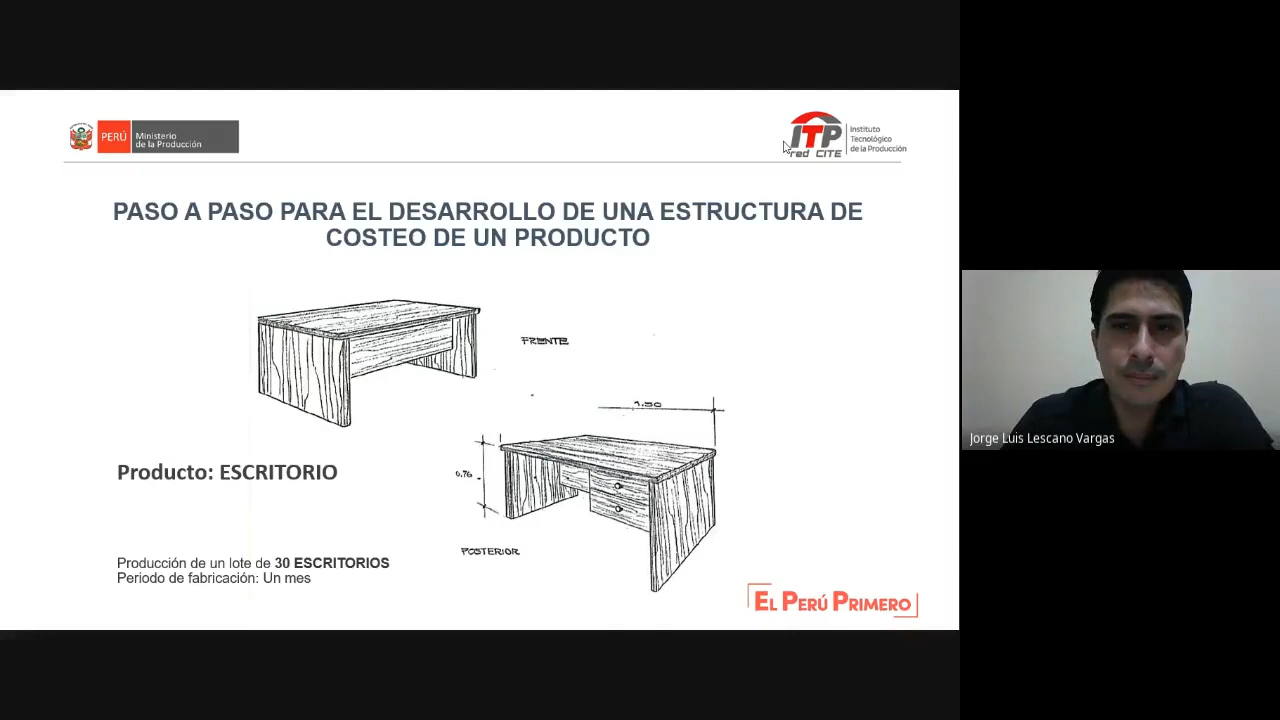 PERÚ
Ministerio
de la Producción
ITP
red CITE
Instituto
Tecnológico
de la Producción
PASO A PASO PARA EL DESARROLLO DE UNA ESTRUCTURA DE
COSTEO DE UN PRODUCTO
FRENTE
1.50
0.76
Jorge Luis Lescano Vargas
Producto: ESCRITORIO
POSTERIOR
Producción de un lote de 30 ESCRITORIOS
Periodo de fabricación: Un mes
EL PERÚ PRIMERO